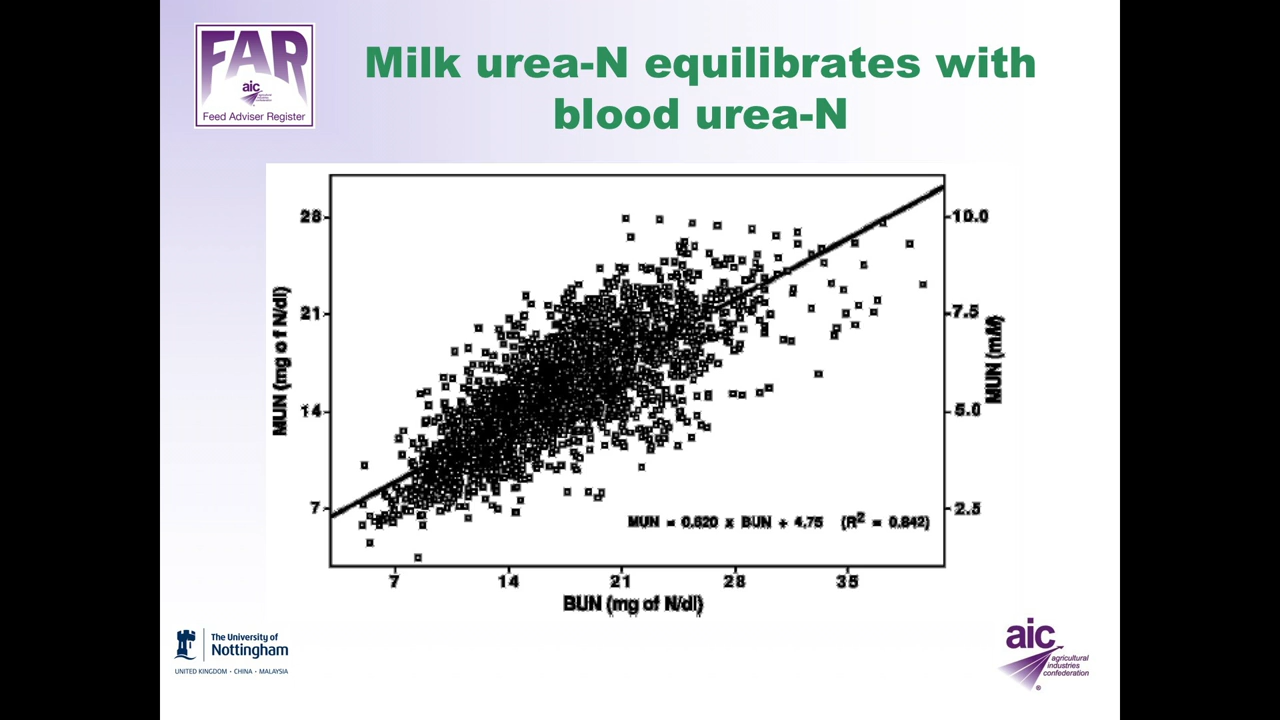 FAR
aic
agricultural
industries
confederation
Feed Adviser Register
Milk urea-N equilibrates with
blood urea-N
MUN (mg of N/dl)
28
21
14
7
10.0
7.5
5.0
2.5
MUN (mM)
MUN = 0.620 x BUN + 4.75 (R² = 0.842)
7 14 21 28 35
BUN (mg of N/dl)
The University of
Nottingham
UNITED KINGDOM · CHINA · MALAYSIA
aic
agricultural
industries
confederation
®